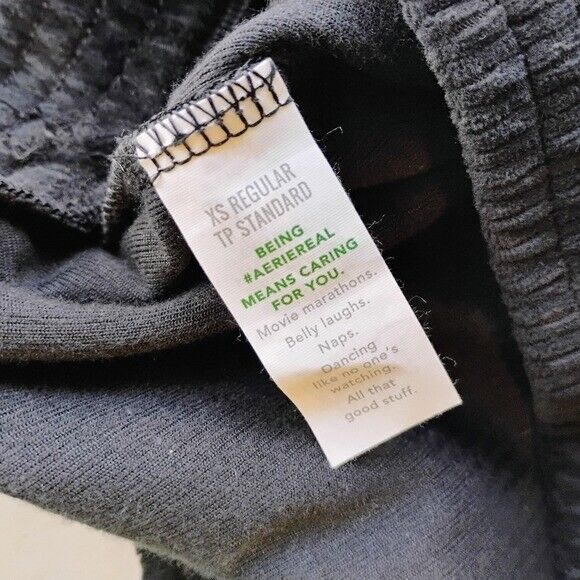 XS REGULAR
TP STANDARD
BEING
#AERIEREAL
MEANS CARING
FOR YOU.
Movie marathons.
Belly laughs.
Naps.
Dancing
like no one's
watching.
All that
good stuff.